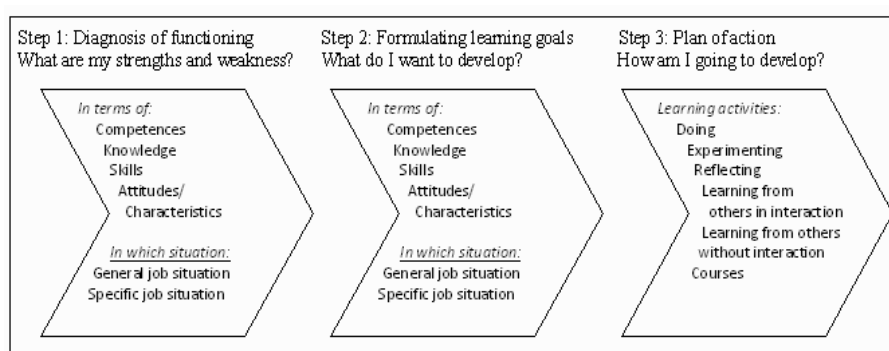 Step 1: Diagnosis of functioning
What are my strengths and weakness?
In terms of:
Competences
Knowledge
Skills
Attitudes/
Characteristics
In which situation:
General job situation
Specific job situation
Step 2: Formulating learning goals
What do I want to develop?
In terms of:
Competences
Knowledge
Skills
Attitudes/
Characteristics
In which situation:
General job situation
Specific job situation
Step 3: Plan of action
How am I going to develop?
Learning activities:
Doing
Experimenting
Reflecting
Learning from
others in interaction
Learning from others
without interaction
Courses